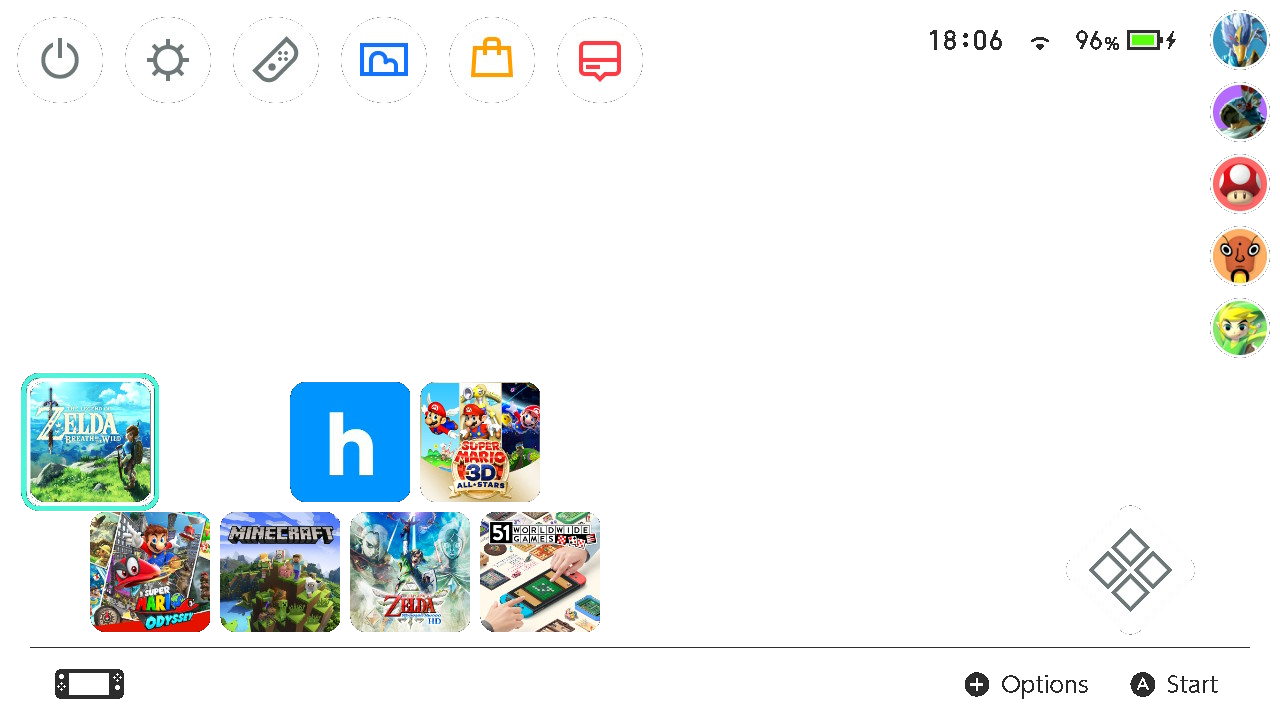 18:06 96%
THE LEGEND OF
ZELDA
BREATH OF THE WILD
h
SUPER
MARIO
3D
ALL★STARS
SUPER
MARIO
ODYSSEY
MINECRAFT
ZELDA
HD
51 WORLDWIDE
GAMES
+ Options A Start